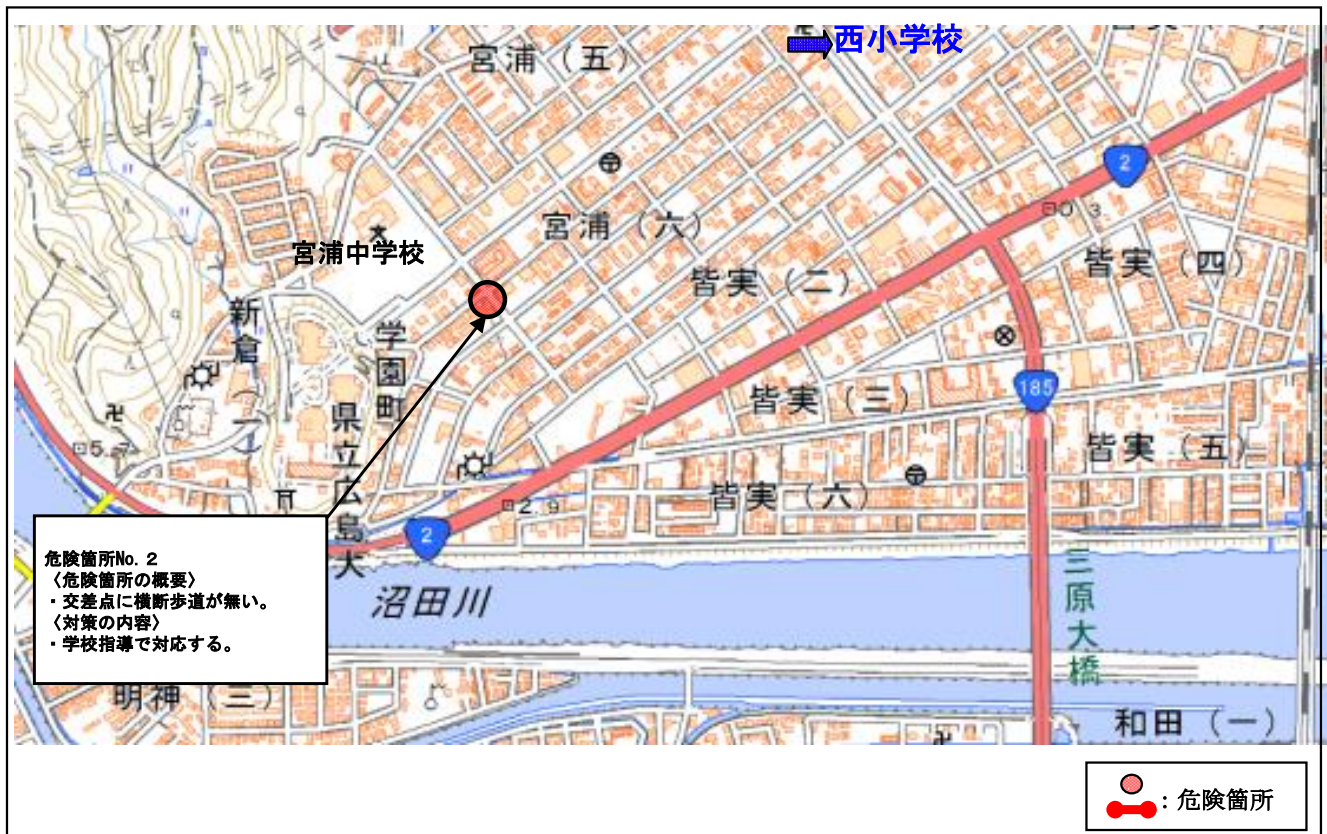 西小学校
宮浦（五）
2
宮浦（六）
宮浦中学校
皆実（二）
皆実（四）
新倉（一）
学園町
県立広島大
185
皆実（三）
皆実（五）
皆実（六）
2.9
2
危険箇所No. 2
〈危険箇所の概要〉
・交差点に横断歩道が無い。
〈対策の内容〉
・学校指導で対応する。
沼田川
三原大橋
明神（三）
和田（一）
：危険箇所